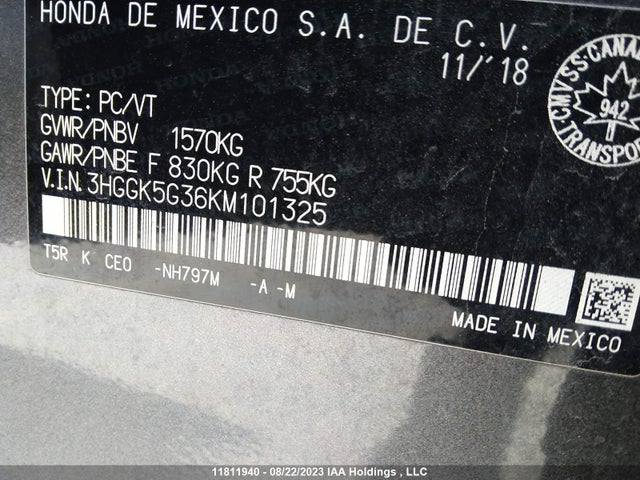 HONDA DE MEXICO S.A. DE C.V.
11/'18
TYPE: PC/VT
GVWR/PNBV 1570KG
GAWR/PNBE F 830KG R 755KG
V.I.N. 3HGGK5G36KM101325
T5R K CEO -NH797M -A -M
MADE IN MEXICO
CMVSS·CANADA
942
TRANSPORT
11811940 - 08/22/2023 IAA Holdings , LLC